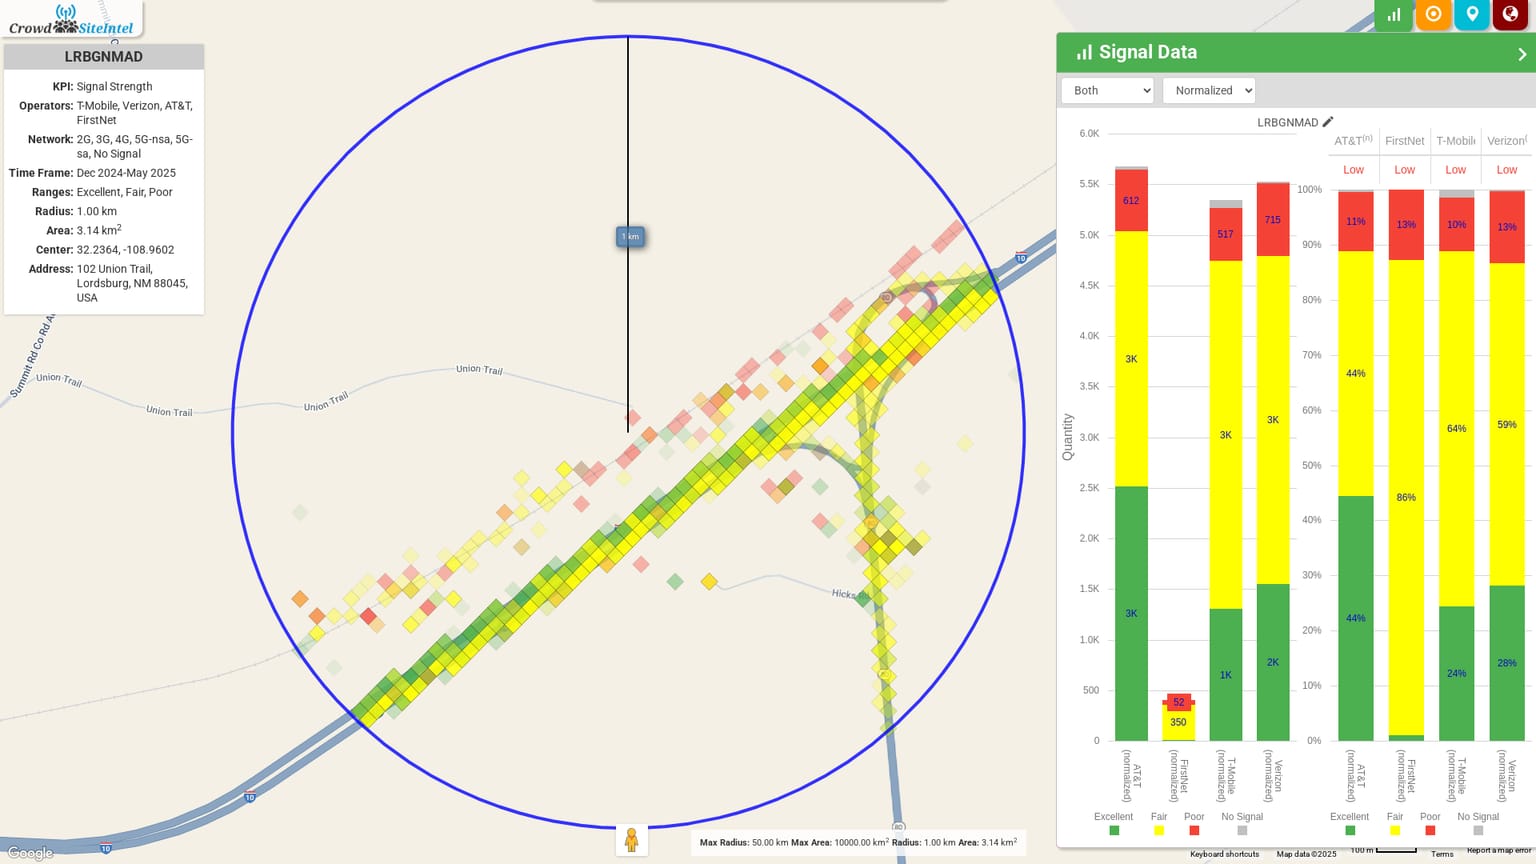 CrowdSiteIntel
LRBGNMAD
KPI: Signal Strength
Operators: T-Mobile, Verizon, AT&T,
FirstNet
Network: 2G, 3G, 4G, 5G-nsa, 5G-
sa, No Signal
Time Frame: Dec 2024-May 2025
Ranges: Excellent, Fair, Poor
Radius: 1.00 km
Area: 3.14 km²
Center: 32.2364, -108.9602
Address: 102 Union Trail,
Lordsburg, NM 88045,
USA
Summit Rd Co Rd A
Union Trail
Union Trail
Union Trail
Union Trail
1 km
10
80
80
80
Hicks Rd
80
10
10
Google
Max Radius: 50.00 km Max Area: 10000.00 km² Radius: 1.00 km Area: 3.14 km²
Signal Data
Both
Normalized
LRBGNMAD
Quantity
6.0K
5.5K
5.0K
4.5K
4.0K
3.5K
3.0K
2.5K
2.0K
1.5K
1.0K
500
0
612
3K
3K
52
350
517
3K
1K
715
3K
2K
AT&T
(normalized)
FirstNet
(normalized)
T-Mobile
(normalized)
Verizon
(normalized)
Excellent
Fair
Poor
No Signal
AT&T(n)
FirstNet
T-Mobile
Verizon(
Low
Low
Low
Low
100%
90%
80%
70%
60%
50%
40%
30%
20%
10%
0%
11%
44%
44%
13%
86%
10%
64%
24%
13%
59%
28%
AT&T
(normalized)
FirstNet
(normalized)
T-Mobile
(normalized)
Verizon
(normalized)
Excellent
Fair
Poor
No Signal
Keyboard shortcuts
Map data ©2025
100 m
Terms
Report a map error